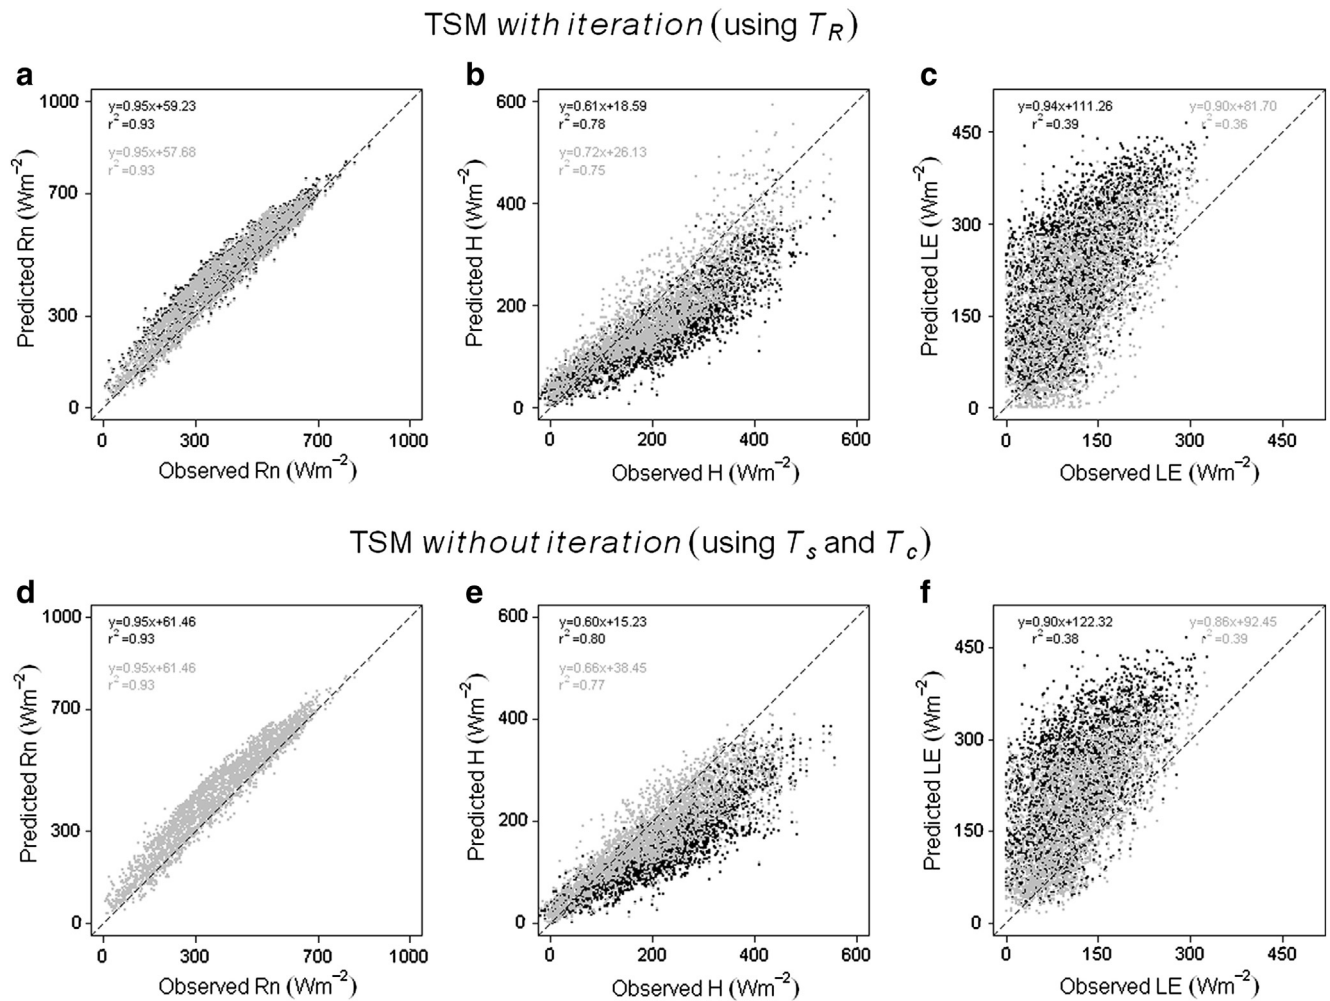 TSM with iteration (using T_R)
a
b
c
y=0.95x+59.23
r²=0.93
y=0.95x+57.68
r²=0.93
1000
700
300
0
Predicted Rn (Wm⁻²)
0 300 700 1000
Observed Rn (Wm⁻²)
y=0.61x+18.59
r²=0.78
y=0.72x+26.13
r²=0.75
600
400
200
0
Predicted H (Wm⁻²)
0 200 400 600
Observed H (Wm⁻²)
y=0.94x+111.26
r²=0.39
y=0.90x+81.70
r²=0.36
450
300
150
0
Predicted LE (Wm⁻²)
0 150 300 450
Observed LE (Wm⁻²)
TSM without iteration (using T_s and T_c)
d
e
f
y=0.95x+61.46
r²=0.93
y=0.95x+61.46
r²=0.93
1000
700
300
0
Predicted Rn (Wm⁻²)
0 300 700 1000
Observed Rn (Wm⁻²)
y=0.60x+15.23
r²=0.80
y=0.66x+38.45
r²=0.77
600
400
200
0
Predicted H (Wm⁻²)
0 200 400 600
Observed H (Wm⁻²)
y=0.90x+122.32
r²=0.38
y=0.86x+92.45
r²=0.39
450
300
150
0
Predicted LE (Wm⁻²)
0 150 300 450
Observed LE (Wm⁻²)